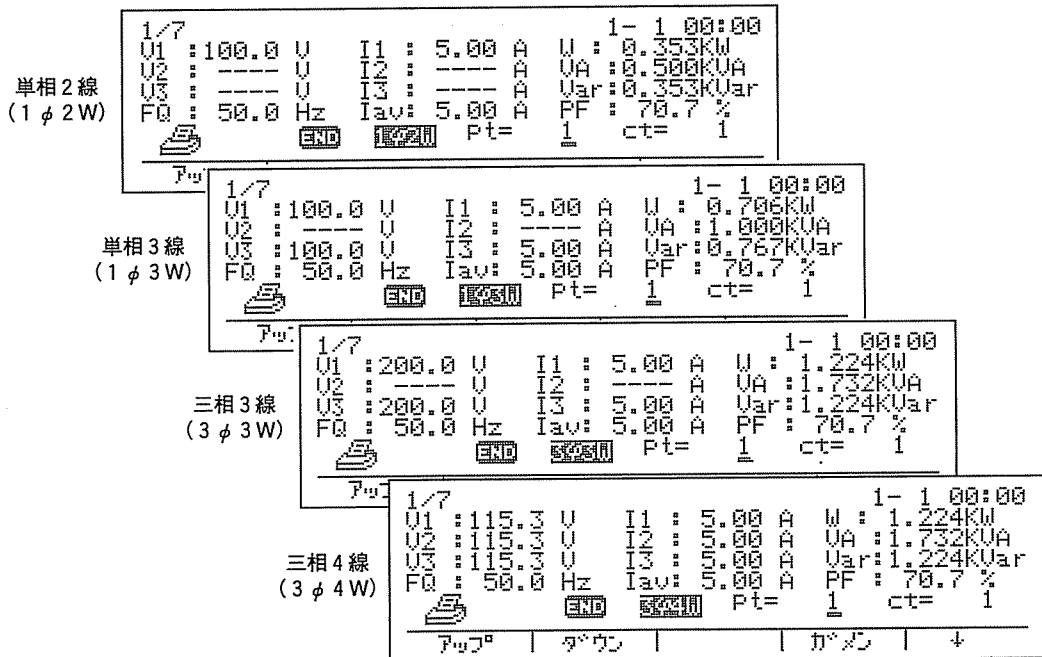 単相2線
(1φ2W)
1/7 1- 1 00:00
V1 :100.0 V I1 : 5.00 A W : 0.353KW
V2 : ---- V I2 : ---- A VA :0.500KVA
V3 : ---- V I3 : ---- A Var:0.353KVar
FQ : 50.0 Hz Iav: 5.00 A PF : 70.7 %
END 1φ2W Pt= 1 ct= 1
アップ
単相3線
(1φ3W)
1/7 1- 1 00:00
V1 :100.0 V I1 : 5.00 A W : 0.706KW
V2 : ---- V I2 : ---- A VA :1.000KVA
V3 :100.0 V I3 : 5.00 A Var:0.767KVar
FQ : 50.0 Hz Iav: 5.00 A PF : 70.7 %
END 1φ3W Pt= 1 ct= 1
アップ
三相3線
(3φ3W)
1/7 1- 1 00:00
V1 :200.0 V I1 : 5.00 A W : 1.224KW
V2 : ---- V I2 : ---- A VA :1.732KVA
V3 :200.0 V I3 : 5.00 A Var:1.224KVar
FQ : 50.0 Hz Iav: 5.00 A PF : 70.7 %
END 3φ3W Pt= 1 ct= 1
アップ
三相4線
(3φ4W)
1/7 1- 1 00:00
V1 :115.3 V I1 : 5.00 A W : 1.224KW
V2 :115.3 V I2 : 5.00 A VA :1.732KVA
V3 :115.3 V I3 : 5.00 A Var:1.224KVar
FQ : 50.0 Hz Iav: 5.00 A PF : 70.7 %
END 3φ4W Pt= 1 ct= 1
アップ ダウン ガメン ↓